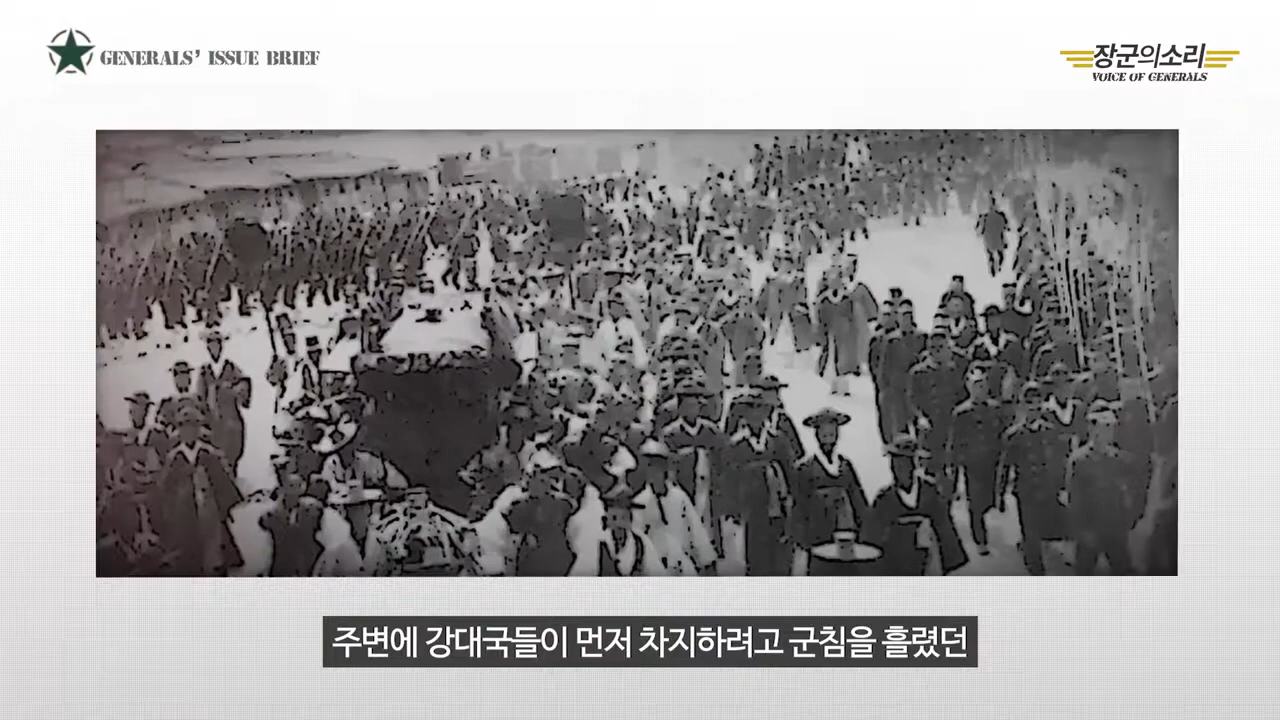 GENERALS' ISSUE BRIEF
장군의소리
VOICE OF GENERALS
주변에 강대국들이 먼저 차지하려고 군침을 흘렸던